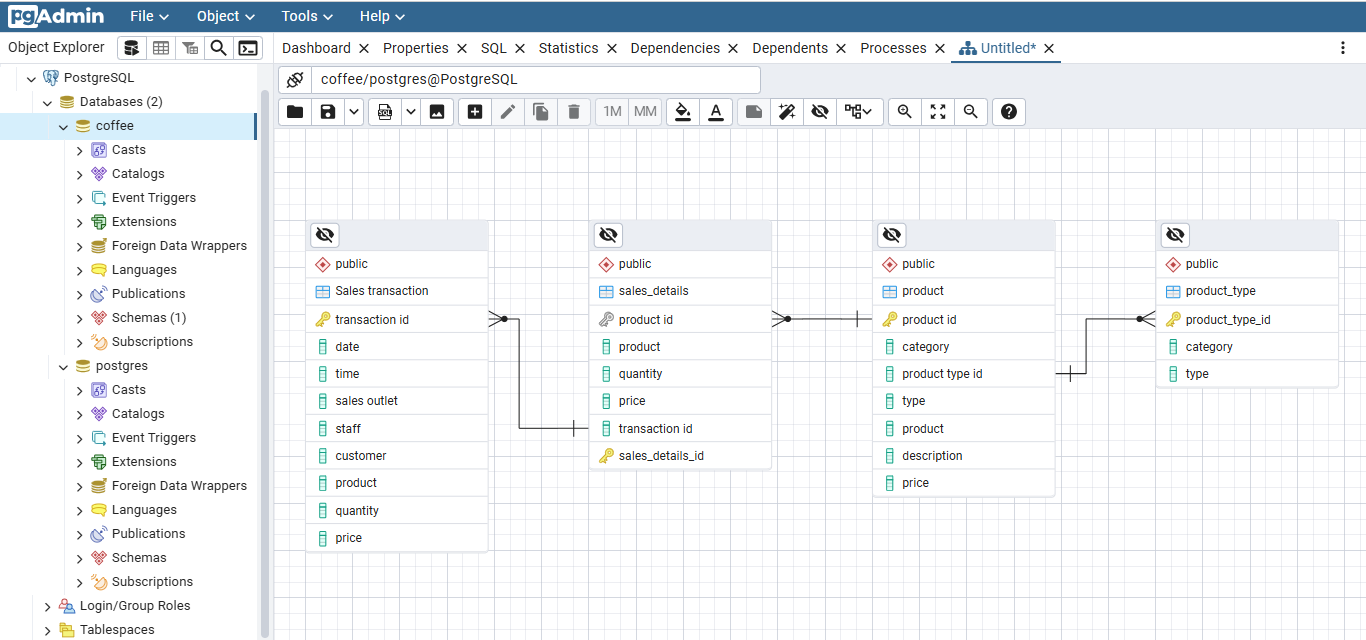 pgAdmin File Object Tools Help
Object Explorer
Dashboard Properties SQL Statistics Dependencies Dependents Processes Untitled*
PostgreSQL
Databases (2)
coffee
Casts
Catalogs
Event Triggers
Extensions
Foreign Data Wrappers
Languages
Publications
Schemas (1)
Subscriptions
postgres
Casts
Catalogs
Event Triggers
Extensions
Foreign Data Wrappers
Languages
Publications
Schemas
Subscriptions
Login/Group Roles
Tablespaces
coffee/postgres@PostgreSQL
SQL 1M MM A
public
Sales transaction
transaction id
date
time
sales outlet
staff
customer
product
quantity
price
public
sales_details
product id
product
quantity
price
transaction id
sales_details_id
public
product
product id
category
product type id
type
product
description
price
public
product_type
product_type_id
category
type